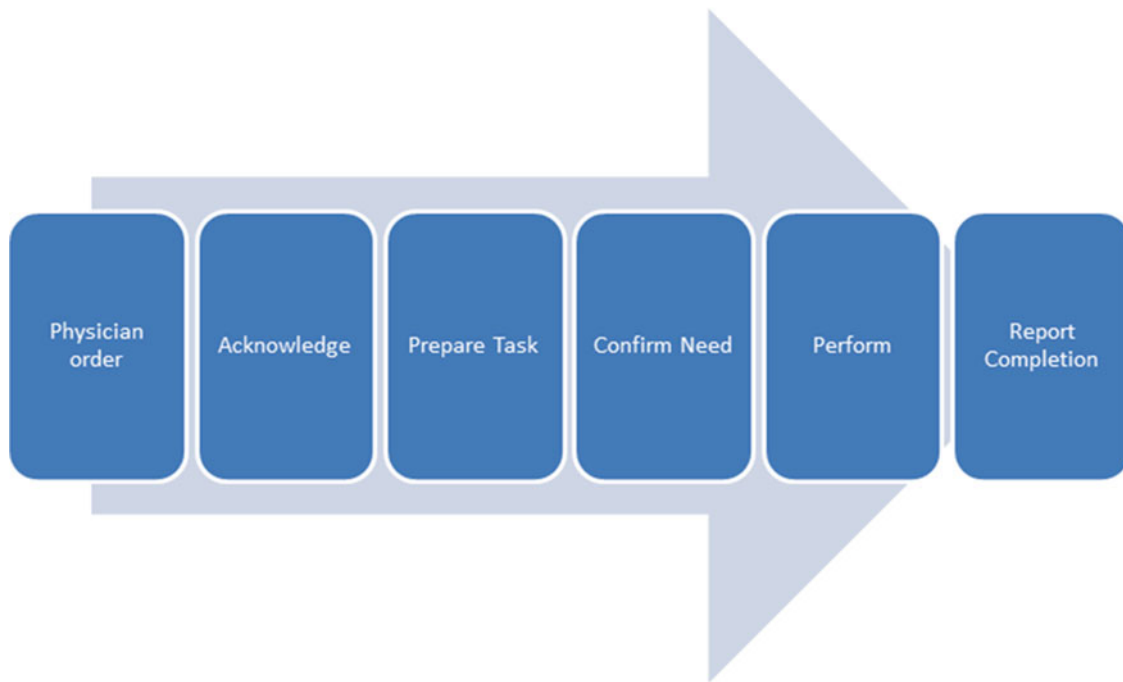 Physician
order
Acknowledge
Prepare Task
Confirm Need
Perform
Report
Completion